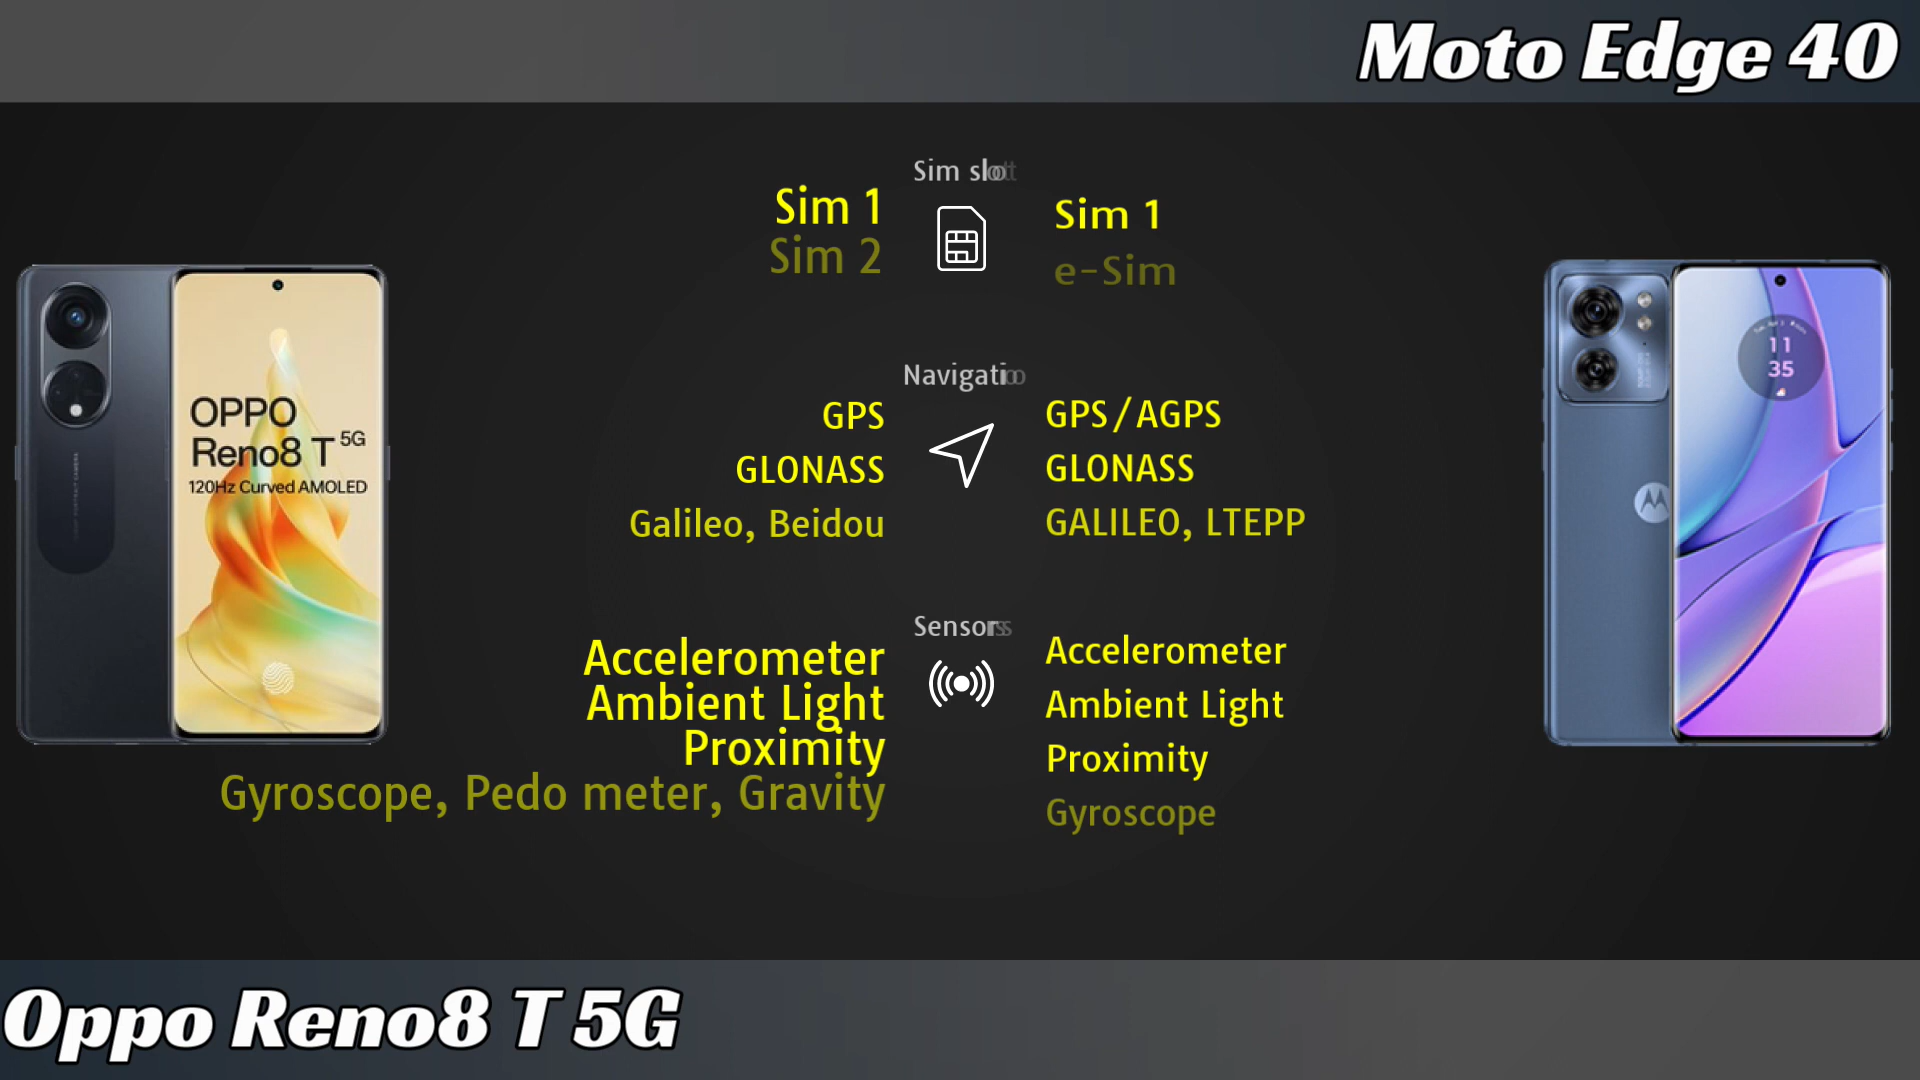 Moto Edge 40
Sim slot
Sim 1
Sim 2
Sim 1
e-Sim
Navigatio
GPS
GLONASS
Galileo, Beidou
GPS/AGPS
GLONASS
GALILEO, LTEPP
Sensors
Accelerometer
Ambient Light
Proximity
Gyroscope, Pedo meter, Gravity
Accelerometer
Ambient Light
Proximity
Gyroscope
OPPO
Reno8 T 5G
120Hz Curved AMOLED
11
35
Oppo Reno8 T 5G